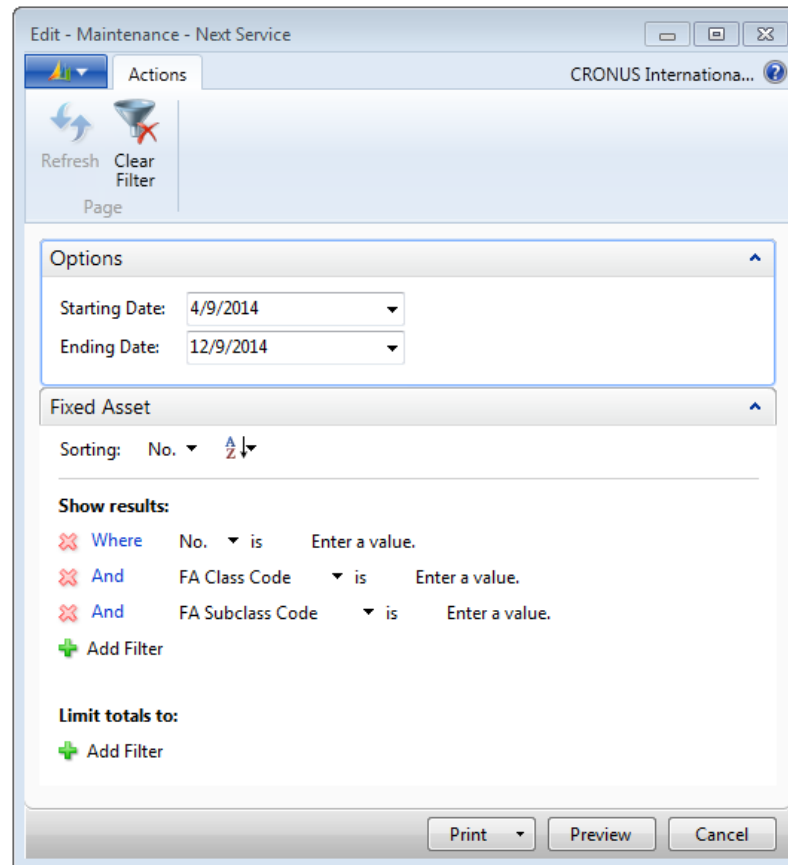 Edit - Maintenance - Next Service
Actions
CRONUS Internationa...
Refresh
Clear Filter
Page
Options
Starting Date: 4/9/2014
Ending Date: 12/9/2014
Fixed Asset
Sorting: No. A Z
Show results:
Where No. is Enter a value.
And FA Class Code is Enter a value.
And FA Subclass Code is Enter a value.
Add Filter
Limit totals to:
Add Filter
Print Preview Cancel